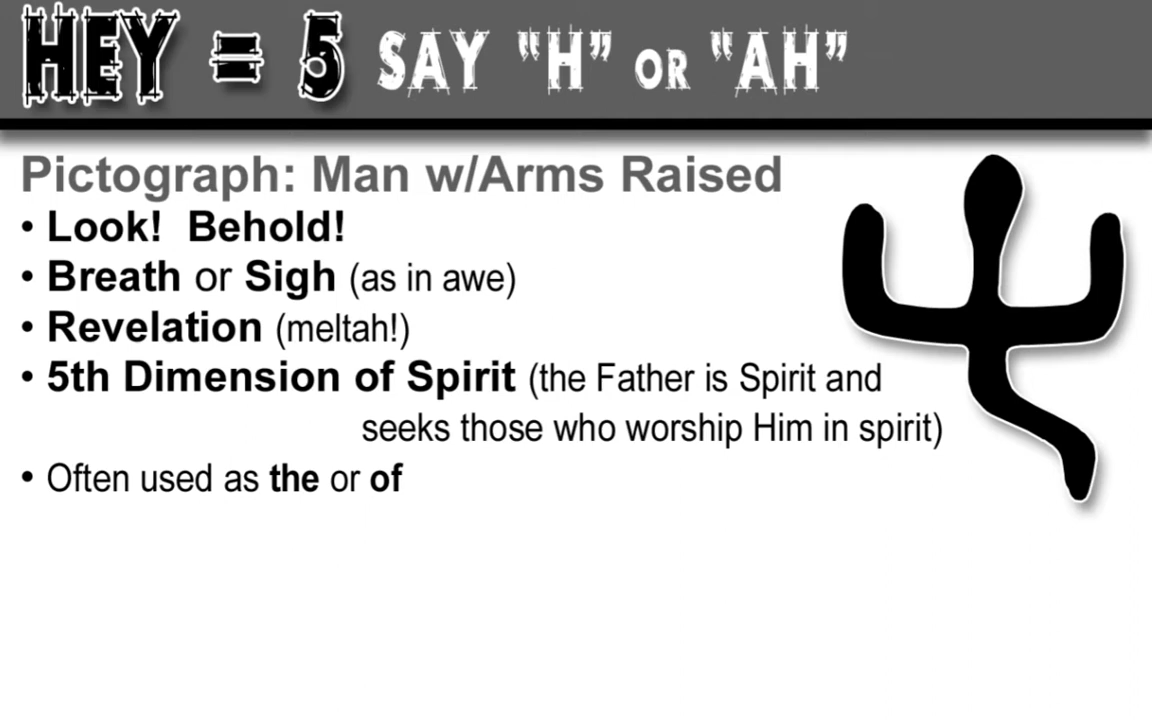 HEY = 5 SAY “H” OR “AH”
Pictograph: Man w/Arms Raised
• Look! Behold!
• Breath or Sigh (as in awe)
• Revelation (meltah!)
• 5th Dimension of Spirit (the Father is Spirit and
seeks those who worship Him in spirit)
• Often used as the or of